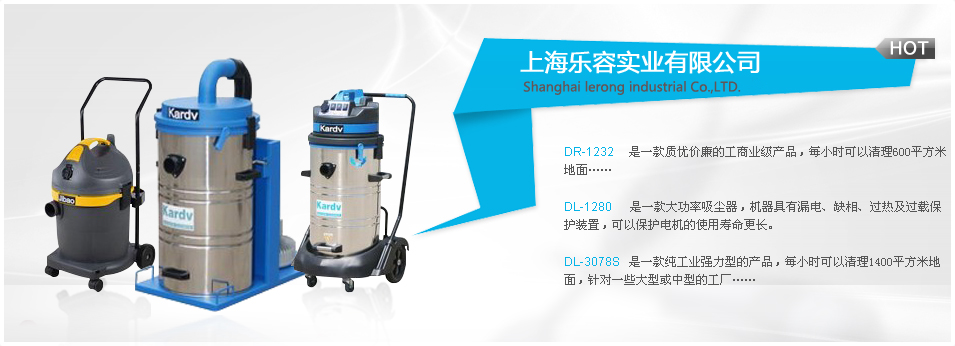 HOT
上海乐容实业有限公司
Shanghai lerong industrial Co.,LTD.
DR-1232 是一款质优价廉的工商业级产品，每小时可以清理600平方米
地面……
DL-1280 是一款大功率吸尘器，机器具有漏电、缺相、过热及过载保
护装置，可以保护电机的使用寿命更长。
DL-3078S 是一款纯工业强力型的产品，每小时可以清理1400平方米地
面，针对一些大型或中型的工厂……
Jibao
Kardv
Kardv
Kardv
Kardv